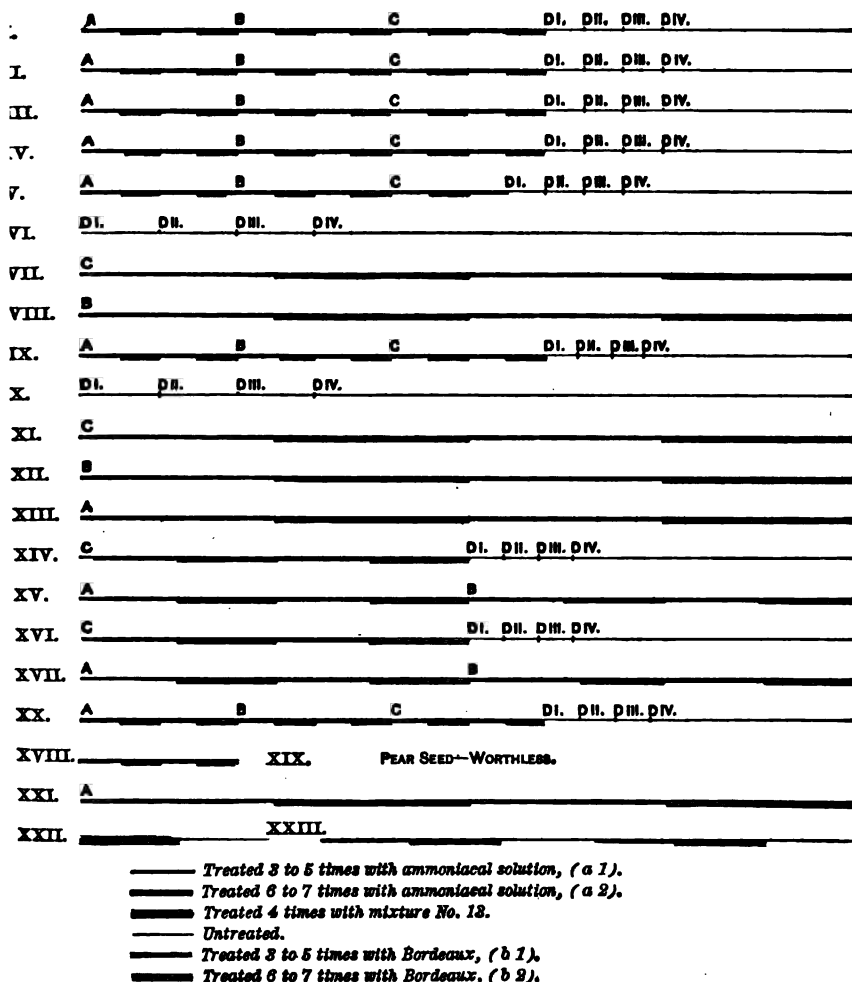 A B C DI. DII. DIII. DIV.
I. A B C DI. DII. DIII. DIV.
III. A B C DI. DII. DIII. DIV.
IV. A B C DI. DII. DIII. DIV.
V. A B C DI. DII. DIII. DIV.
VI. DI. DII. DIII. DIV.
VII. C
VIII. B
IX. A B C DI. DII. DIII. DIV.
X. DI. DII. DIII. DIV.
XI. C
XII. B
XIII. A
XIV. C DI. DII. DIII. DIV.
XV. A B
XVI. C DI. DII. DIII. DIV.
XVII. A B
XX. A B C DI. DII. DIII. DIV.
XVIII. XIX. PEAR SEED—WORTHLESS.
XXI. A
XXII. XXIII.
Treated 3 to 5 times with ammoniacal solution, (a 1).
Treated 6 to 7 times with ammoniacal solution, (a 2).
Treated 4 times with mixture No. 13.
Untreated.
Treated 3 to 5 times with Bordeaux, (b 1).
Treated 6 to 7 times with Bordeaux, (b 2).